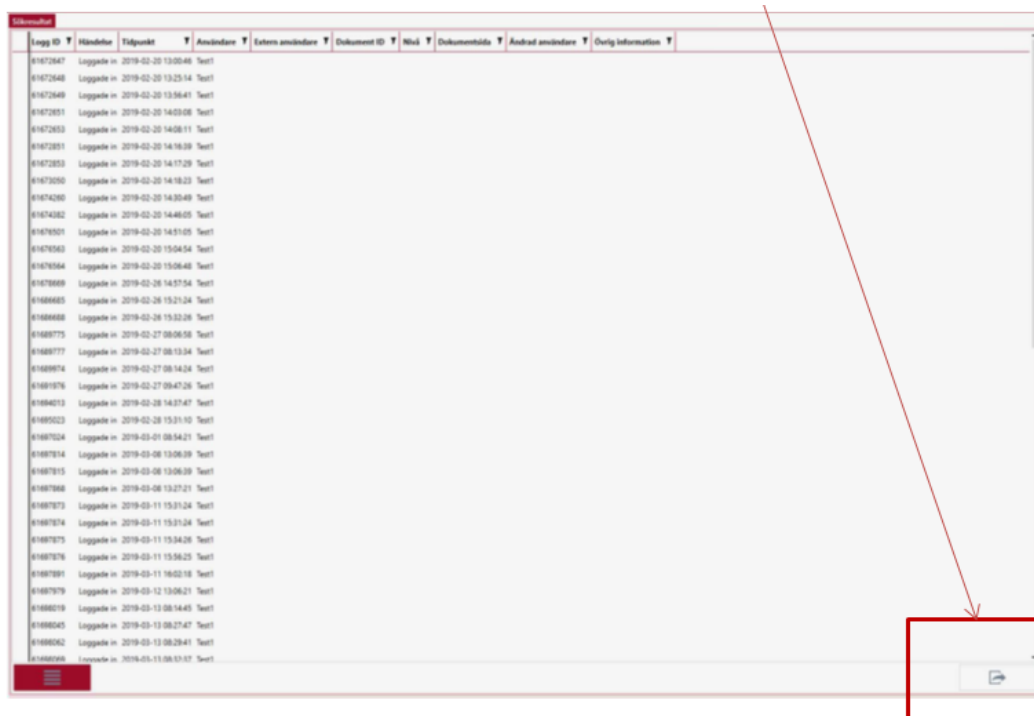 Sökresultat
Logg ID Händelse Tidpunkt Användare Extern användare Dokument ID Nivå Dokumentsida Ändrad användare Övrig information
61672647 Loggade in 2019-02-20 13:00:46 Test1
61672648 Loggade in 2019-02-20 13:25:14 Test1
61672649 Loggade in 2019-02-20 13:56:41 Test1
61672651 Loggade in 2019-02-20 14:03:08 Test1
61672653 Loggade in 2019-02-20 14:08:11 Test1
61672851 Loggade in 2019-02-20 14:16:39 Test1
61672853 Loggade in 2019-02-20 14:17:29 Test1
61673050 Loggade in 2019-02-20 14:18:23 Test1
61674260 Loggade in 2019-02-20 14:30:49 Test1
61674382 Loggade in 2019-02-20 14:46:05 Test1
61676501 Loggade in 2019-02-20 14:51:05 Test1
61676563 Loggade in 2019-02-20 15:04:54 Test1
61676564 Loggade in 2019-02-20 15:06:48 Test1
61678669 Loggade in 2019-02-26 14:57:54 Test1
61686685 Loggade in 2019-02-26 15:21:24 Test1
61686688 Loggade in 2019-02-26 15:32:26 Test1
61689775 Loggade in 2019-02-27 08:06:58 Test1
61689777 Loggade in 2019-02-27 08:13:34 Test1
61689974 Loggade in 2019-02-27 08:14:24 Test1
61691976 Loggade in 2019-02-27 09:47:26 Test1
61694013 Loggade in 2019-02-28 14:37:47 Test1
61695023 Loggade in 2019-02-28 15:31:10 Test1
61697024 Loggade in 2019-03-01 08:54:21 Test1
61697814 Loggade in 2019-03-08 13:06:39 Test1
61697815 Loggade in 2019-03-08 13:06:39 Test1
61697868 Loggade in 2019-03-08 13:27:21 Test1
61697873 Loggade in 2019-03-11 15:31:24 Test1
61697874 Loggade in 2019-03-11 15:31:24 Test1
61697875 Loggade in 2019-03-11 15:34:26 Test1
61697876 Loggade in 2019-03-11 15:56:25 Test1
61697891 Loggade in 2019-03-11 16:02:18 Test1
61697979 Loggade in 2019-03-12 13:06:21 Test1
61698019 Loggade in 2019-03-13 08:14:45 Test1
61698045 Loggade in 2019-03-13 08:27:47 Test1
61698062 Loggade in 2019-03-13 08:29:41 Test1
61698069 Loggade in 2019-03-13 08:32:37 Test1